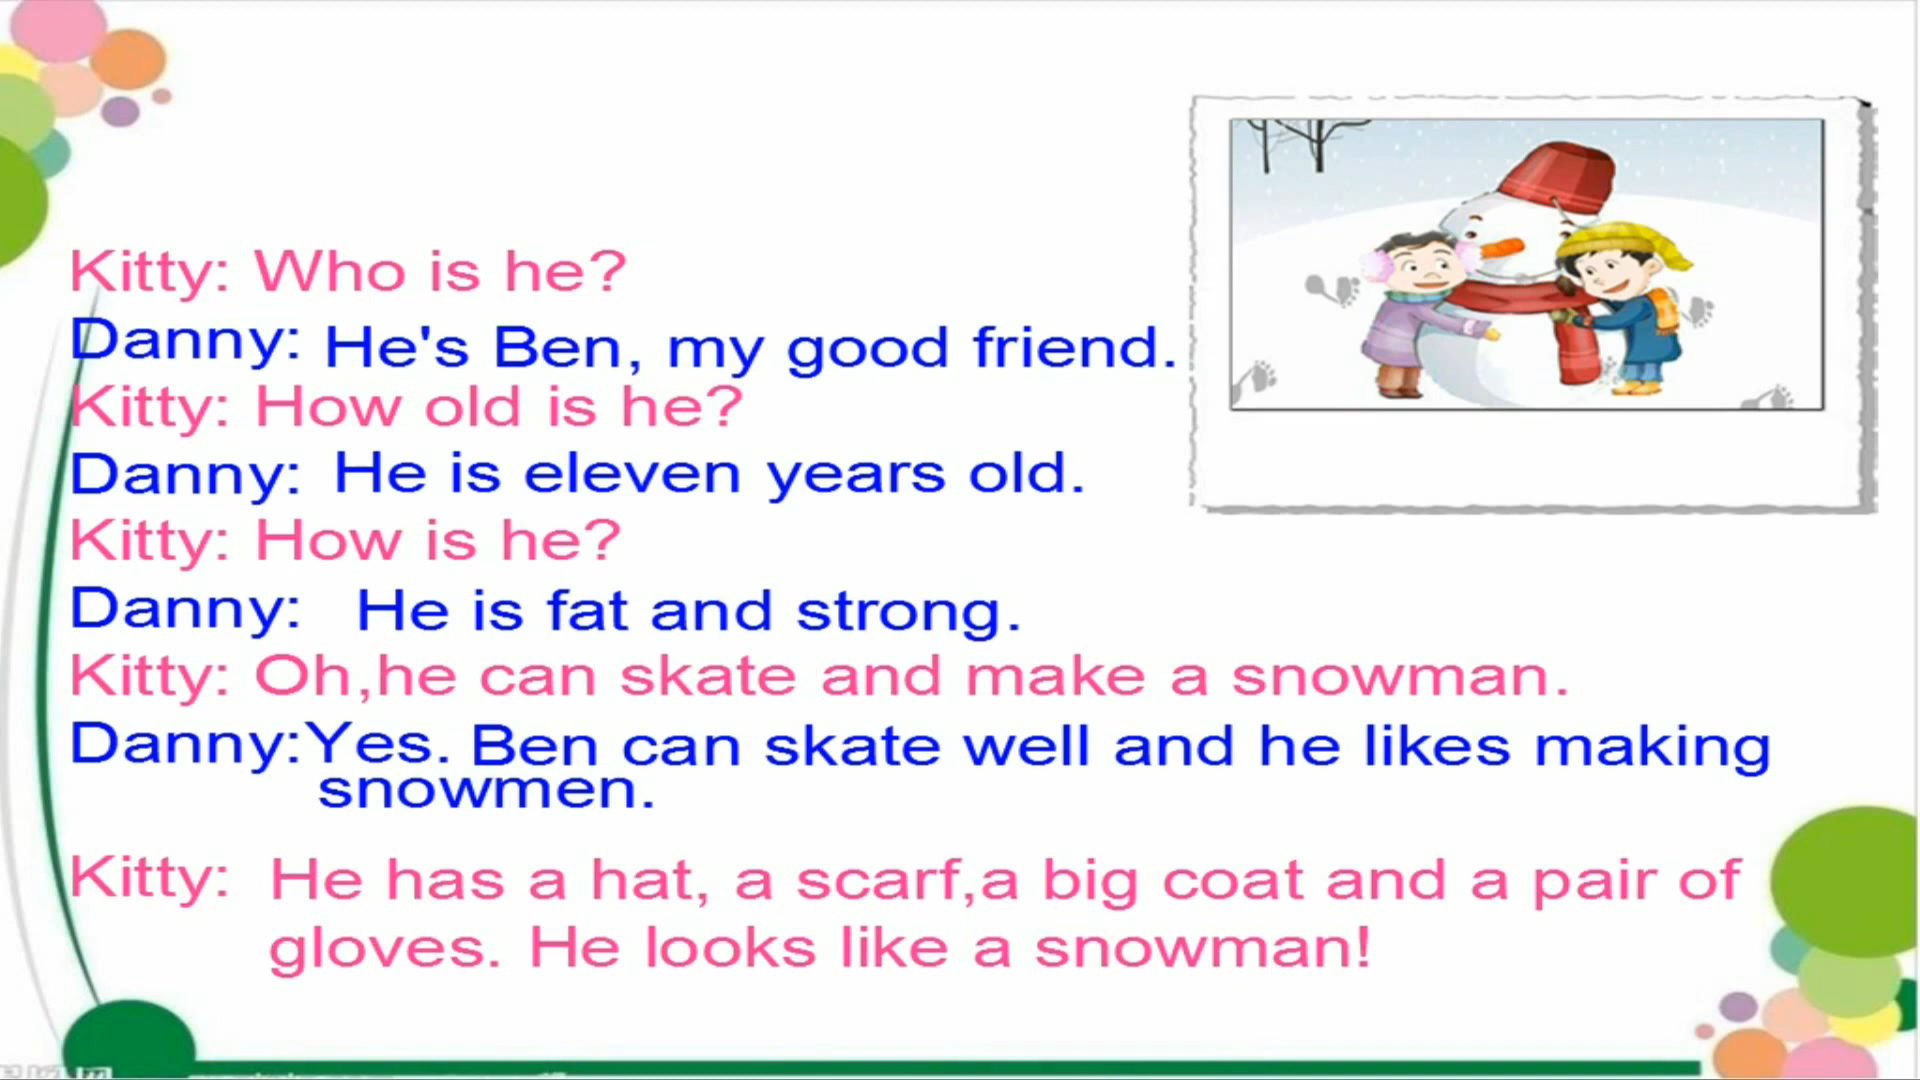 Kitty: Who is he?
Danny: He's Ben, my good friend.
Kitty: How old is he?
Danny: He is eleven years old.
Kitty: How is he?
Danny: He is fat and strong.
Kitty: Oh,he can skate and make a snowman.
Danny:Yes. Ben can skate well and he likes making
snowmen.
Kitty: He has a hat, a scarf,a big coat and a pair of
gloves. He looks like a snowman!